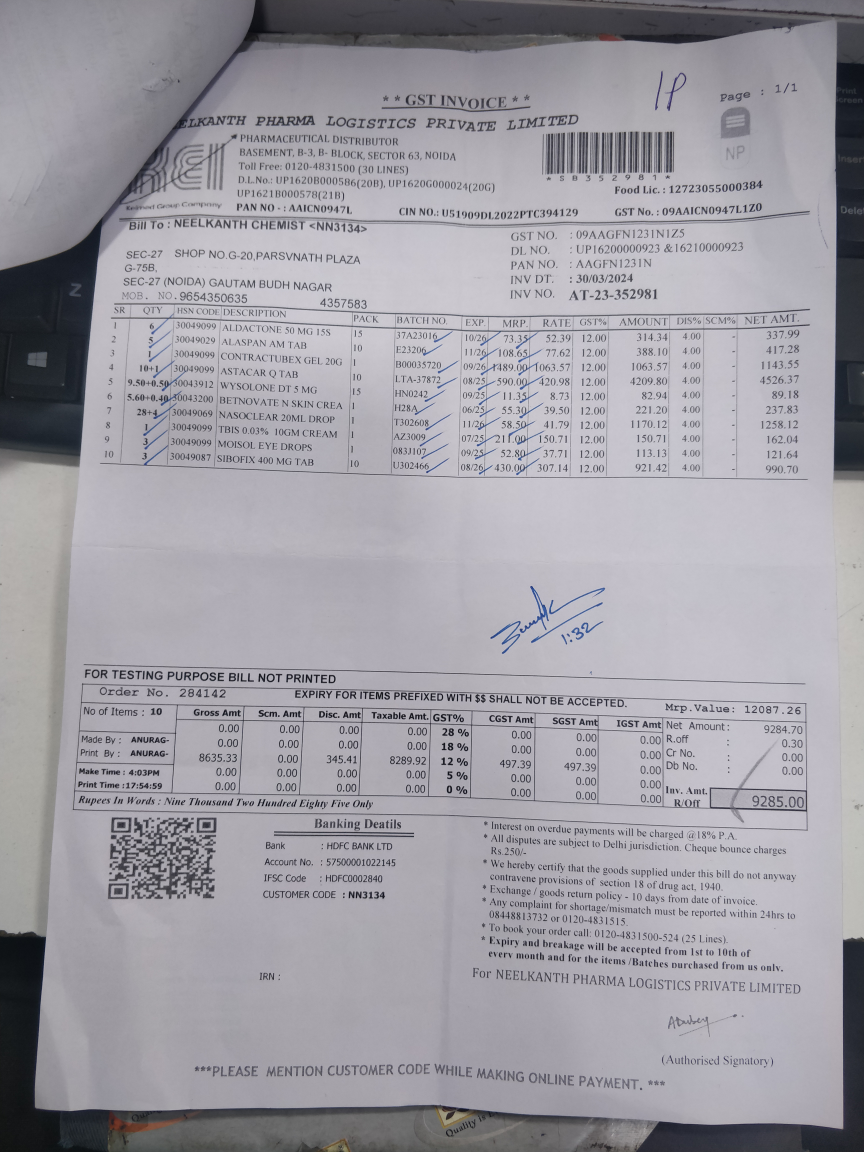 1P
Page : 1/1
* * GST INVOICE * *
ELKANTH PHARMA LOGISTICS PRIVATE LIMITED
PHARMACEUTICAL DISTRIBUTOR
BASEMENT, B-3, B- BLOCK, SECTOR 63, NOIDA
Toll Free: 0120-4831500 (30 LINES)
D.L.No.: UP1620B000586(20B), UP1620G000024(20G)
UP1621B000578(21B)
PAN NO - : AAICN0947L
CIN NO.: U51909DL2022PTC394129
GST No. : 09AAICN0947L1Z0
NP
* 5 8 3 5 2 9 8 1 *
Food Lic. : 12723055000384
REI
Relmed Group Company
Bill To : NEELKANTH CHEMIST <NN3134>
SEC-27 SHOP NO.G-20,PARSVNATH PLAZA
G-75B,
SEC-27 (NOIDA) GAUTAM BUDH NAGAR
MOB. NO.9654350635
4357583
GST NO. : 09AAGFN1231N1Z5
DL NO. : UP16200000923 &16210000923
PAN NO. : AAGFN1231N
INV DT. : 30/03/2024
INV NO. AT-23-352981
SR QTY HSN CODE DESCRIPTION PACK BATCH NO. EXP. MRP. RATE GST% AMOUNT DIS% SCM% NET AMT.
1 6 30049099 ALDACTONE 50 MG 15S 15 37A23016 10/26 73.35 52.39 12.00 314.34 4.00 - 337.99
2 5 30049029 ALASPAN AM TAB 10 E23206 11/26 108.65 77.62 12.00 388.10 4.00 - 417.28
3 1 30049099 CONTRACTUBEX GEL 20G 1 B00035720 09/26 1489.00 1063.57 12.00 1063.57 4.00 - 1143.55
4 10+1 30049099 ASTACAR Q TAB 10 LTA-37872 08/25 590.00 420.98 12.00 4209.80 4.00 - 4526.37
5 9.50+0.50 30043912 WYSOLONE DT 5 MG 15 HN0242 09/25 11.35 8.73 12.00 82.94 4.00 - 89.18
6 5.60+0.40 30043200 BETNOVATE N SKIN CREA 1 H28A 06/25 55.30 39.50 12.00 221.20 4.00 - 237.83
7 28+4 30049069 NASOCLEAR 20ML DROP 1 T302608 11/26 58.50 41.79 12.00 1170.12 4.00 - 1258.12
8 1 30049099 TBIS 0.03% 10GM CREAM 1 AZ3009 07/25 211.00 150.71 12.00 150.71 4.00 - 162.04
9 3 30049099 MOISOL EYE DROPS 1 083J107 09/25 52.80 37.71 12.00 113.13 4.00 - 121.64
10 3 30049087 SIBOFIX 400 MG TAB 10 U302466 08/26 430.00 307.14 12.00 921.42 4.00 - 990.70
1:32
FOR TESTING PURPOSE BILL NOT PRINTED
Order No. 284142
EXPIRY FOR ITEMS PREFIXED WITH $$ SHALL NOT BE ACCEPTED.
Mrp.Value: 12087.26
No of Items : 10
Made By : ANURAG-
Print By : ANURAG-
Make Time : 4:03PM
Print Time :17:54:59
Gross Amt Scm. Amt Disc. Amt Taxable Amt. GST% CGST Amt SGST Amt IGST Amt
0.00 0.00 0.00 0.00 28 % 0.00 0.00 0.00
0.00 0.00 0.00 0.00 18 % 0.00 0.00 0.00
8635.33 0.00 345.41 8289.92 12 % 497.39 497.39 0.00
0.00 0.00 0.00 0.00 5 % 0.00 0.00 0.00
0.00 0.00 0.00 0.00 0 % 0.00 0.00 0.00
Net Amount: 9284.70
R.off : 0.30
Cr No. : 0.00
Db No. : 0.00
Inv. Amt. R/Off 9285.00
Rupees In Words : Nine Thousand Two Hundred Eighty Five Only
Banking Deatils
Bank : HDFC BANK LTD
Account No. : 57500001022145
IFSC Code : HDFC0002840
CUSTOMER CODE : NN3134
IRN :
* Interest on overdue payments will be charged @18% P.A.
* All disputes are subject to Delhi jurisdiction. Cheque bounce charges
Rs.250/-
* We hereby certify that the goods supplied under this bill do not anyway
contravene provisions of section 18 of drug act, 1940.
* Exchange / goods return policy - 10 days from date of invoice.
* Any complaint for shortage/mismatch must be reported within 24hrs to
08448813732 or 0120-4831515.
* To book your order call: 0120-4831500-524 (25 Lines).
* Expiry and breakage will be accepted from 1st to 10th of
every month and for the items /Batches purchased from us only.
For NEELKANTH PHARMA LOGISTICS PRIVATE LIMITED
(Authorised Signatory)
***PLEASE MENTION CUSTOMER CODE WHILE MAKING ONLINE PAYMENT. ***